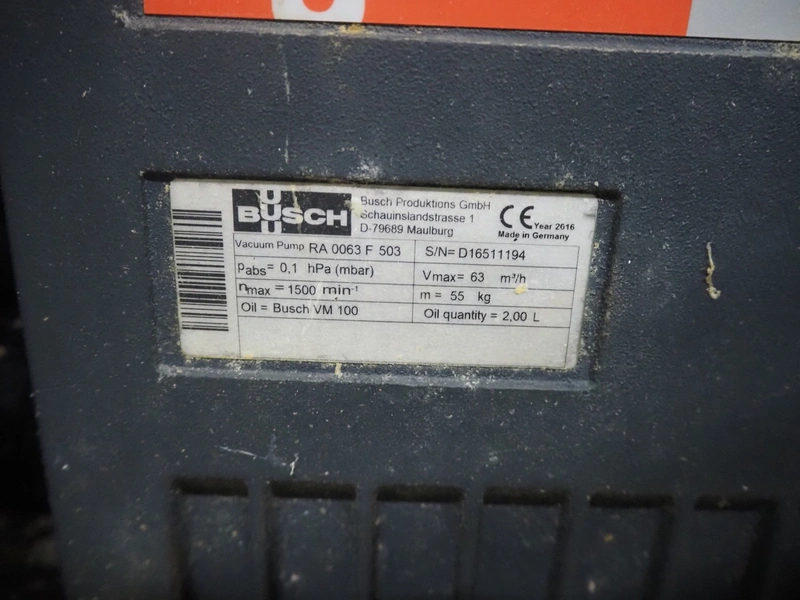 BUSCH
Busch Produktions GmbH
Schauinslandstrasse 1
D-79689 Maulburg
CE Year 2016
Made in Germany
Vacuum Pump RA 0063 F 503 S/N= D16511194
pabs= 0,1 hPa (mbar) Vmax= 63 m³/h
nmax = 1500 min-¹ m = 55 kg
Oil = Busch VM 100 Oil quantity = 2,00 L